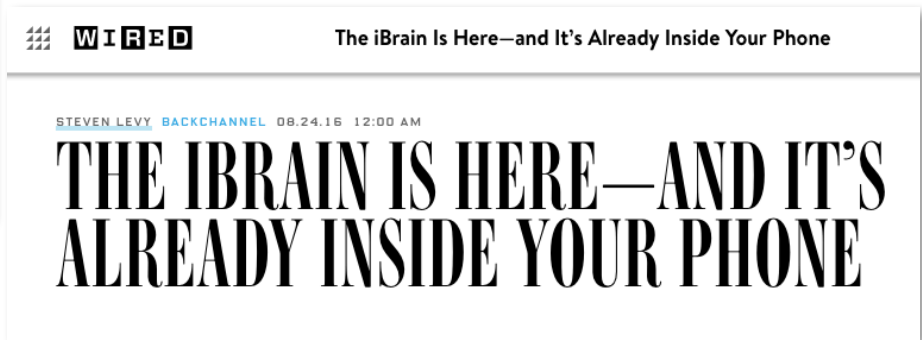 WIRED The iBrain Is Here—and It's Already Inside Your Phone
STEVEN LEVY BACKCHANNEL 08.24.16 12:00 AM
THE IBRAIN IS HERE—AND IT'S
ALREADY INSIDE YOUR PHONE